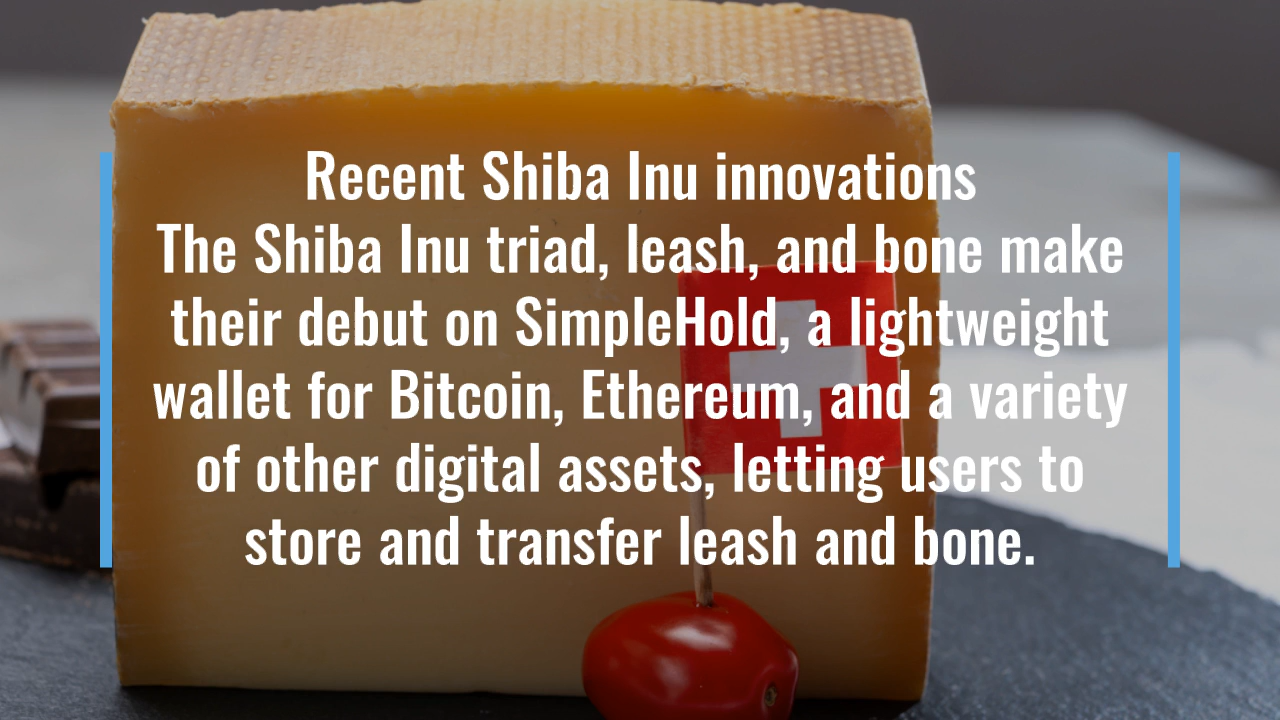 Recent Shiba Inu innovations
The Shiba Inu triad, leash, and bone make
their debut on SimpleHold, a lightweight
wallet for Bitcoin, Ethereum, and a variety
of other digital assets, letting users to
store and transfer leash and bone.